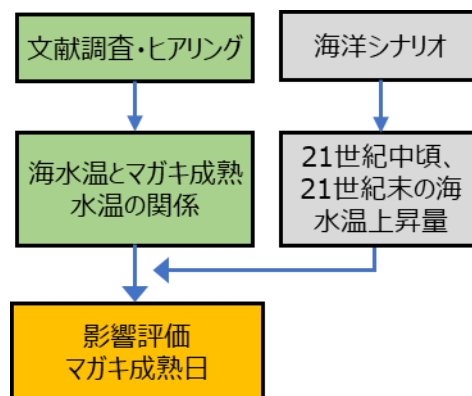 文献調査・ヒアリング
海洋シナリオ
海水温とマガキ成熟
水温の関係
21世紀中頃、
21世紀末の海
水温上昇量
影響評価
マガキ成熟日